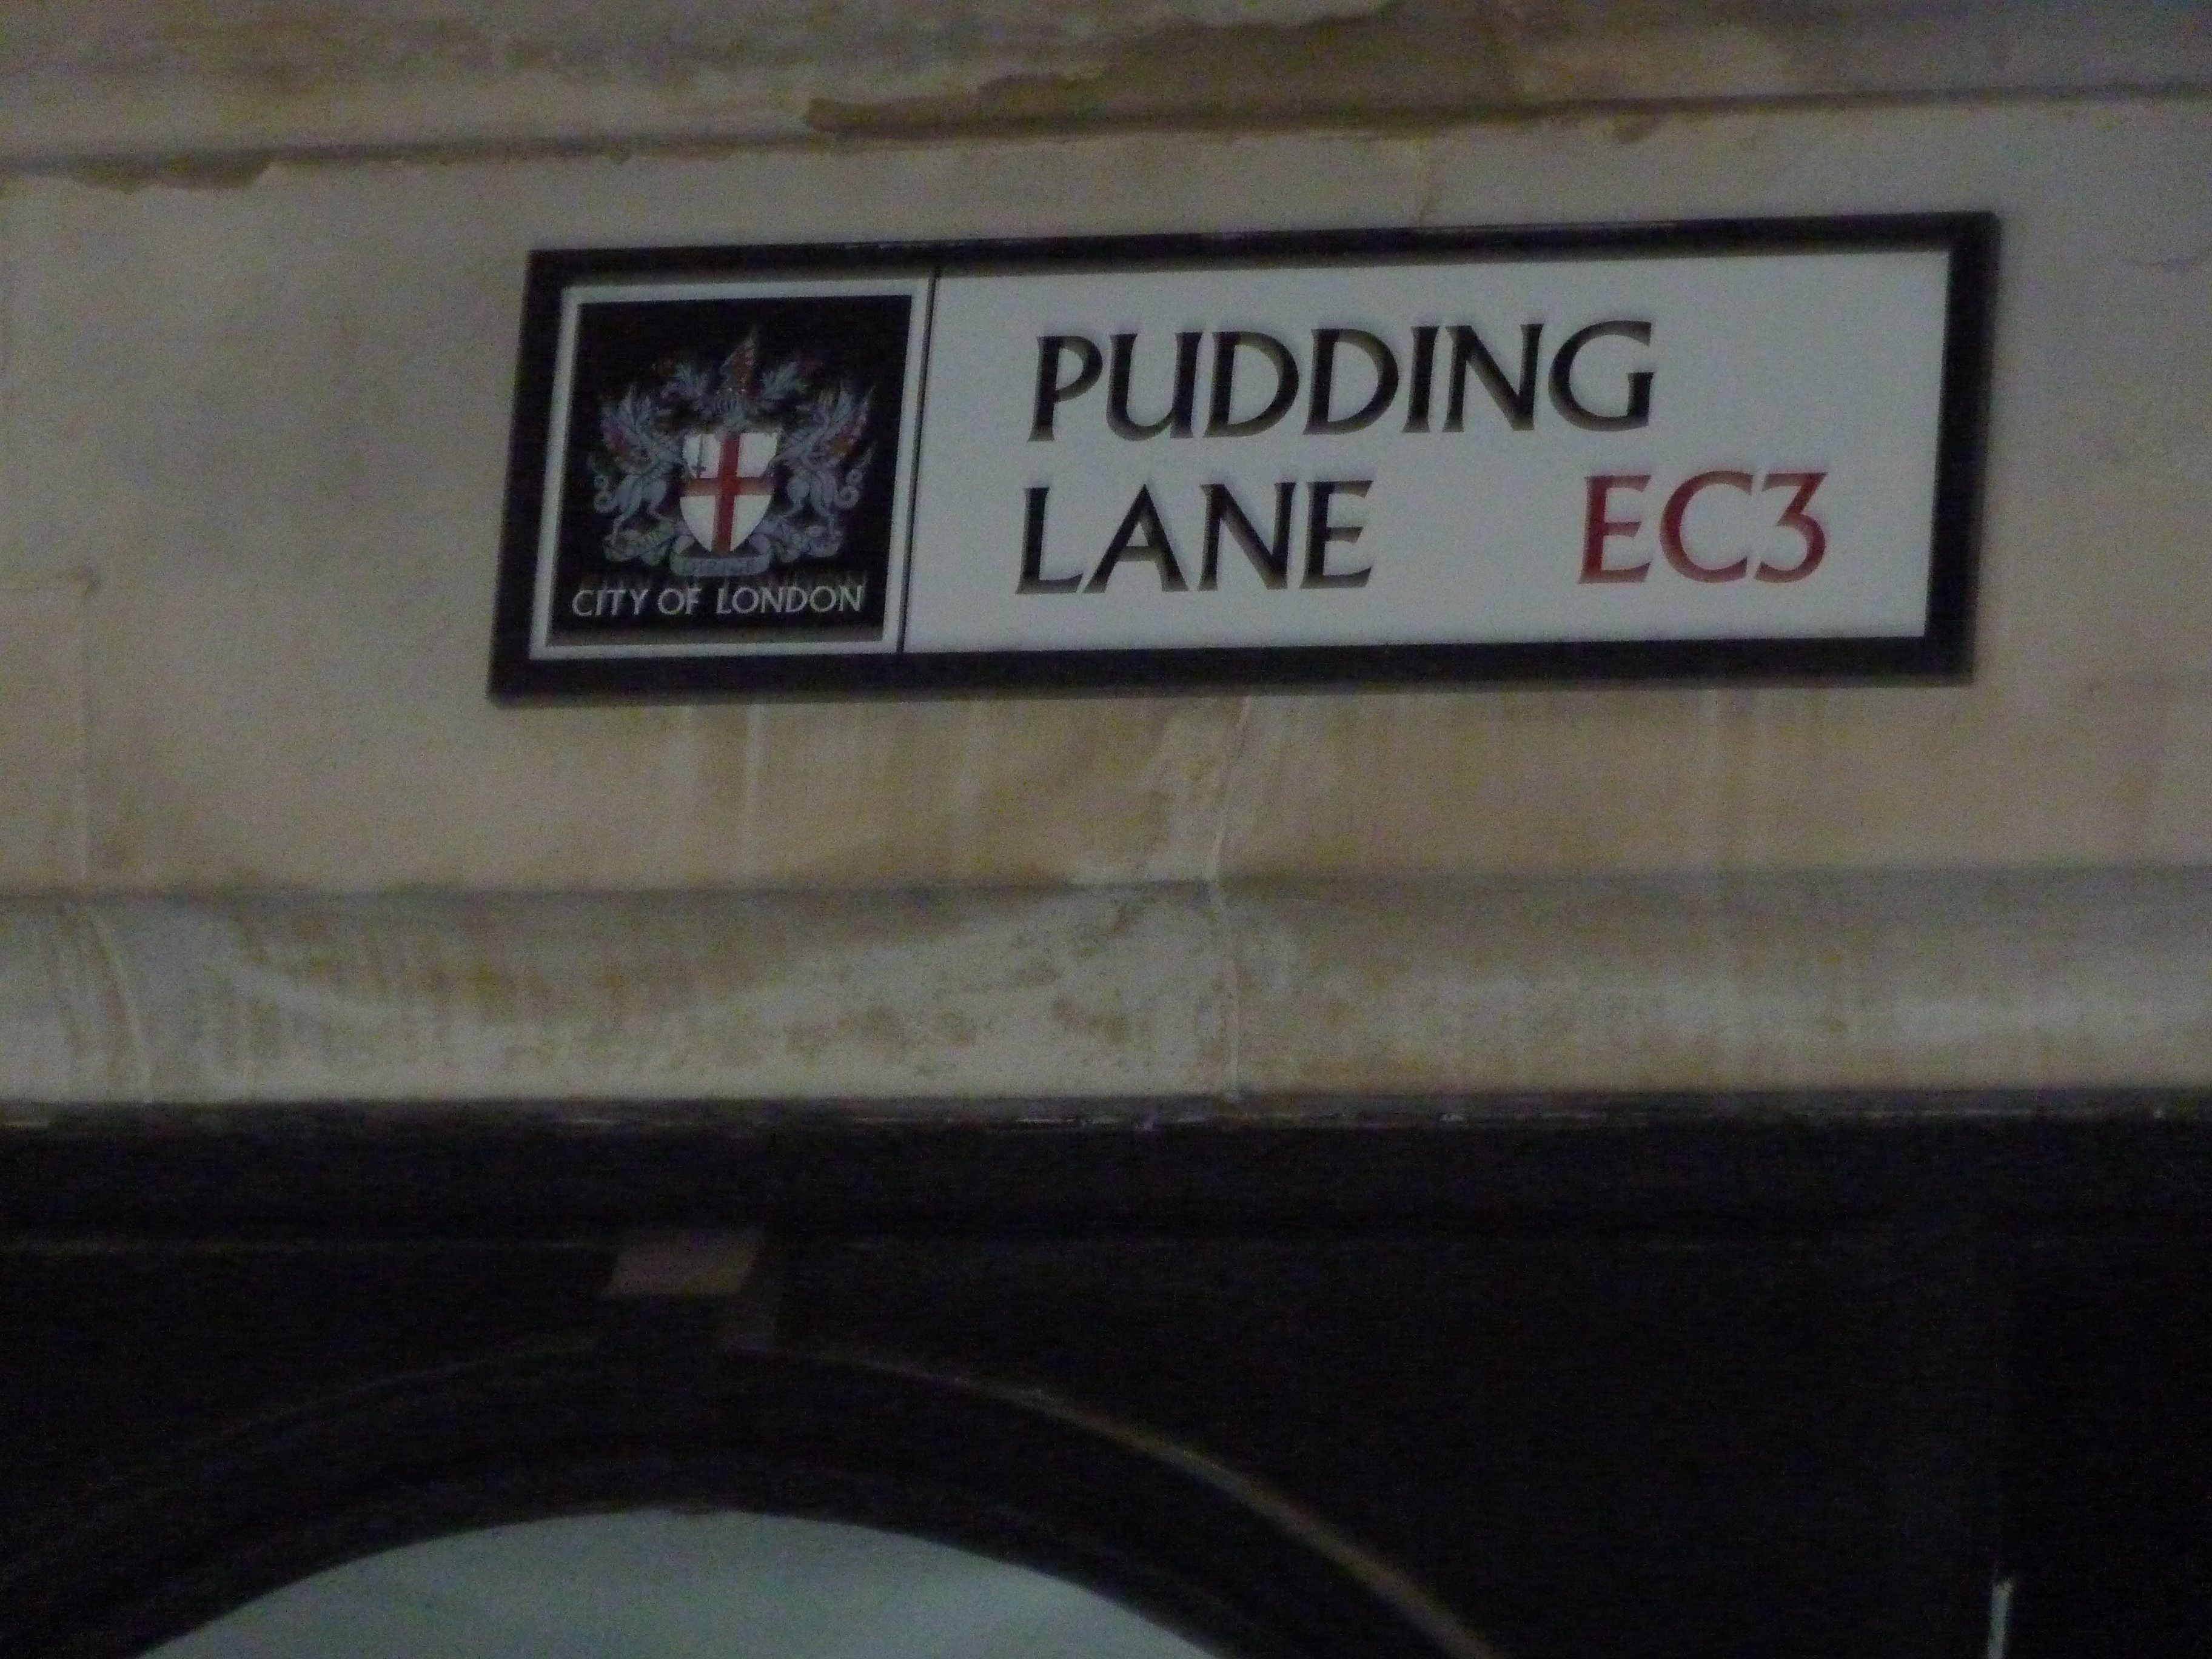 CITY OF LONDON
PUDDING
LANE EC3